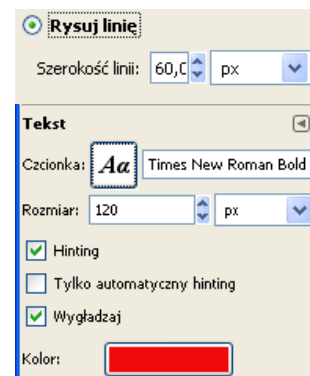 Rysuj linię
Szerokość linii: 60,0 px
Tekst
Czcionka: Aa Times New Roman Bold
Rozmiar: 120 px
Hinting
Tylko automatyczny hinting
Wygładzaj
Kolor: